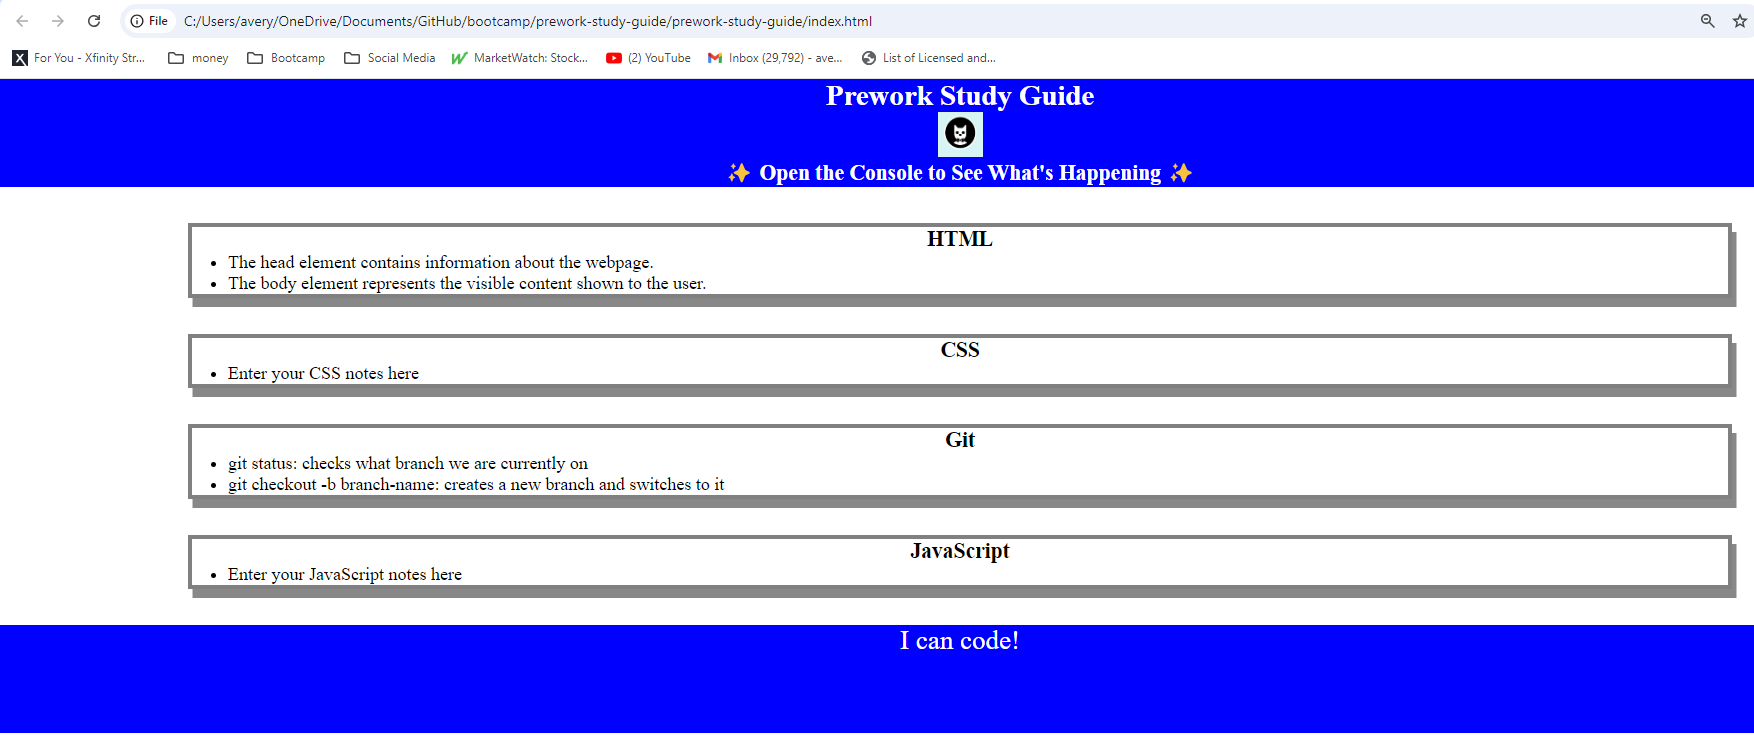 File C:/Users/avery/OneDrive/Documents/GitHub/bootcamp/prework-study-guide/prework-study-guide/index.html
For You - Xfinity Str... money Bootcamp Social Media MarketWatch: Stock... (2) YouTube Inbox (29,792) - ave... List of Licensed and...
Prework Study Guide
✨ Open the Console to See What's Happening ✨
HTML
• The head element contains information about the webpage.
• The body element represents the visible content shown to the user.
CSS
• Enter your CSS notes here
Git
• git status: checks what branch we are currently on
• git checkout -b branch-name: creates a new branch and switches to it
JavaScript
• Enter your JavaScript notes here
I can code!